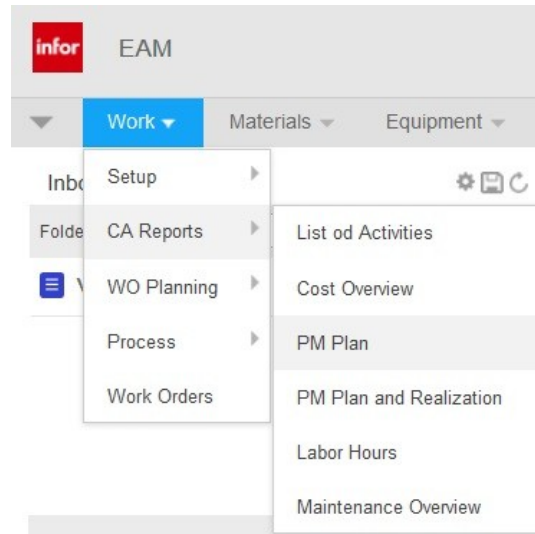 infor EAM
Work Materials Equipment
Setup
CA Reports
List od Activities
WO Planning
Cost Overview
Process
PM Plan
Work Orders
PM Plan and Realization
Labor Hours
Maintenance Overview